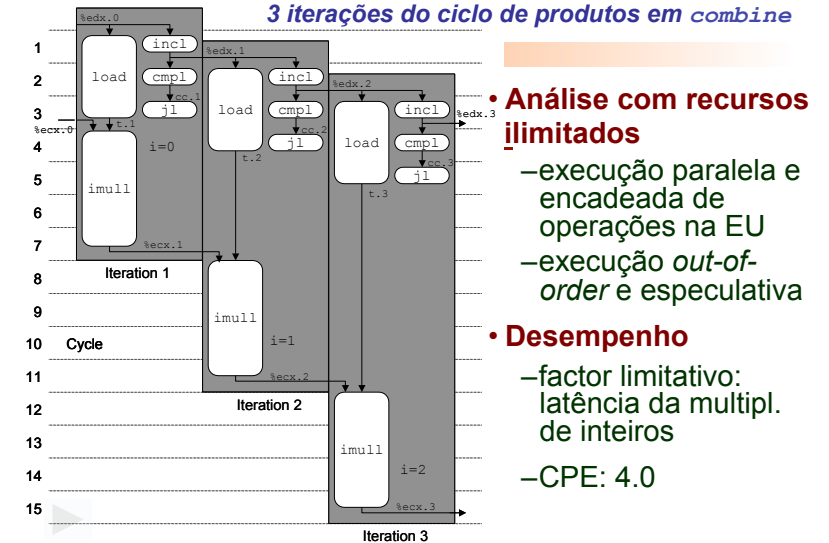 3 iterações do ciclo de produtos em combine
%edx.0
1
incl
%edx.1
load
2
cmpl
incl
%edx.2
cc.1
load
3
jl
cmpl
incl
%edx.3
%ecx.0
t.1
cc.2
load
4
i=0
jl
cmpl
t.2
cc.3
5
imull
jl
t.3
6
7
%ecx.1
8
Iteration 1
9
imull
10
Cycle
i=1
11
%ecx.2
12
Iteration 2
13
imull
14
i=2
15
%ecx.3
Iteration 3
• Análise com recursos
ilimitados
–execução paralela e
encadeada de
operações na EU
–execução out-of-
order e especulativa
• Desempenho
–factor limitativo:
latência da multipl.
de inteiros
–CPE: 4.0